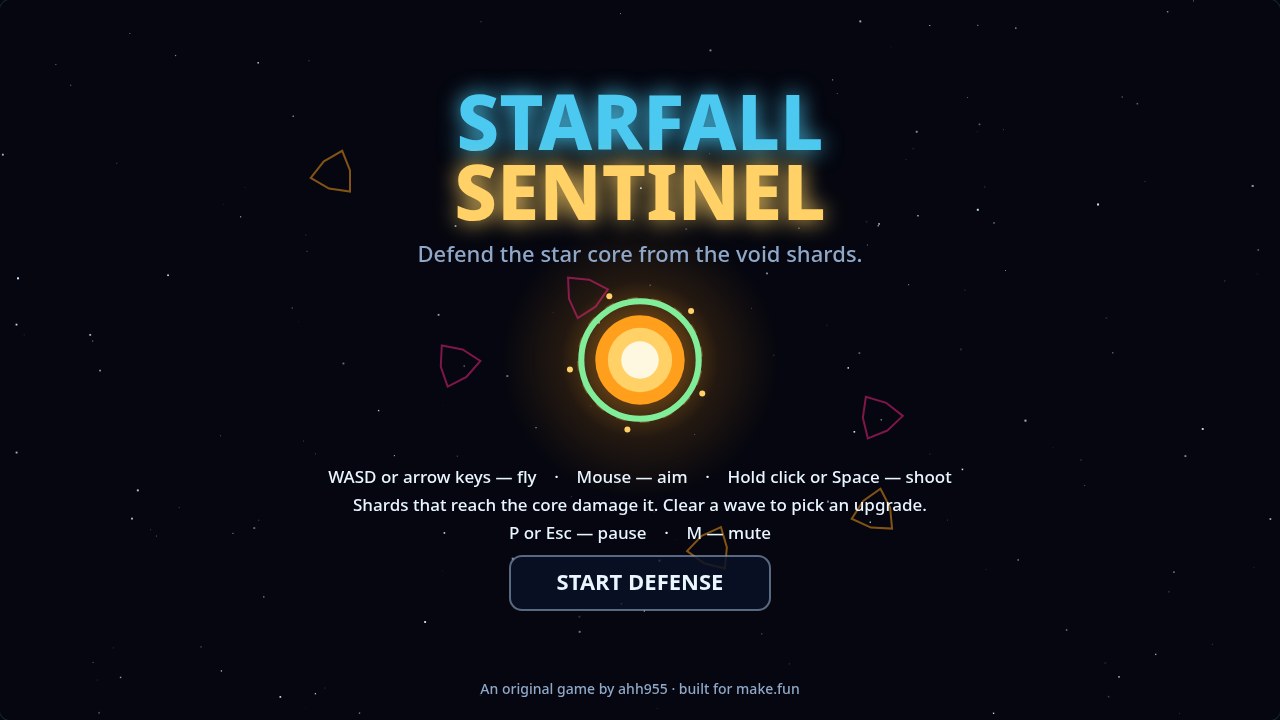 STARFALL
SENTINEL
Defend the star core from the void shards.
WASD or arrow keys — fly · Mouse — aim · Hold click or Space — shoot
Shards that reach the core damage it. Clear a wave to pick an upgrade.
P or Esc — pause · M — mute
START DEFENSE
An original game by ahh955 · built for make.fun